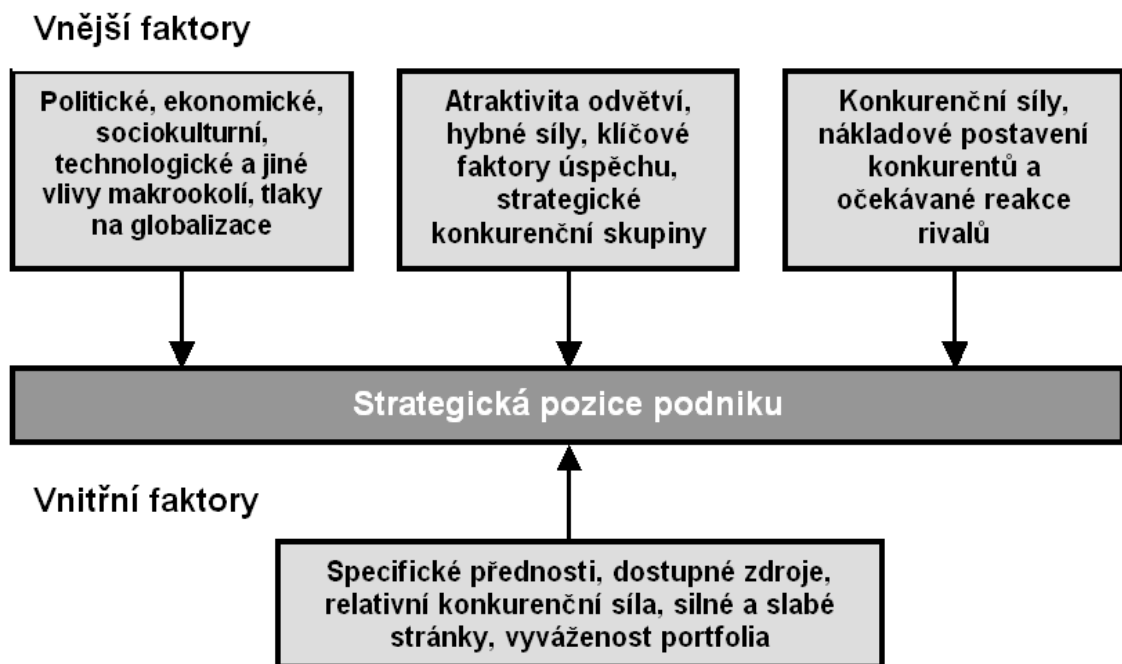 Vnější faktory
Politické, ekonomické,
sociokulturní,
technologické a jiné
vlivy makrookolí, tlaky
na globalizace
Atraktivita odvětví,
hybné síly, klíčové
faktory úspěchu,
strategické
konkurenční skupiny
Konkurenční síly,
nákladové postavení
konkurentů a
očekávané reakce
rivalů
Strategická pozice podniku
Vnitřní faktory
Specifické přednosti, dostupné zdroje,
relativní konkurenční síla, silné a slabé
stránky, vyváženost portfolia